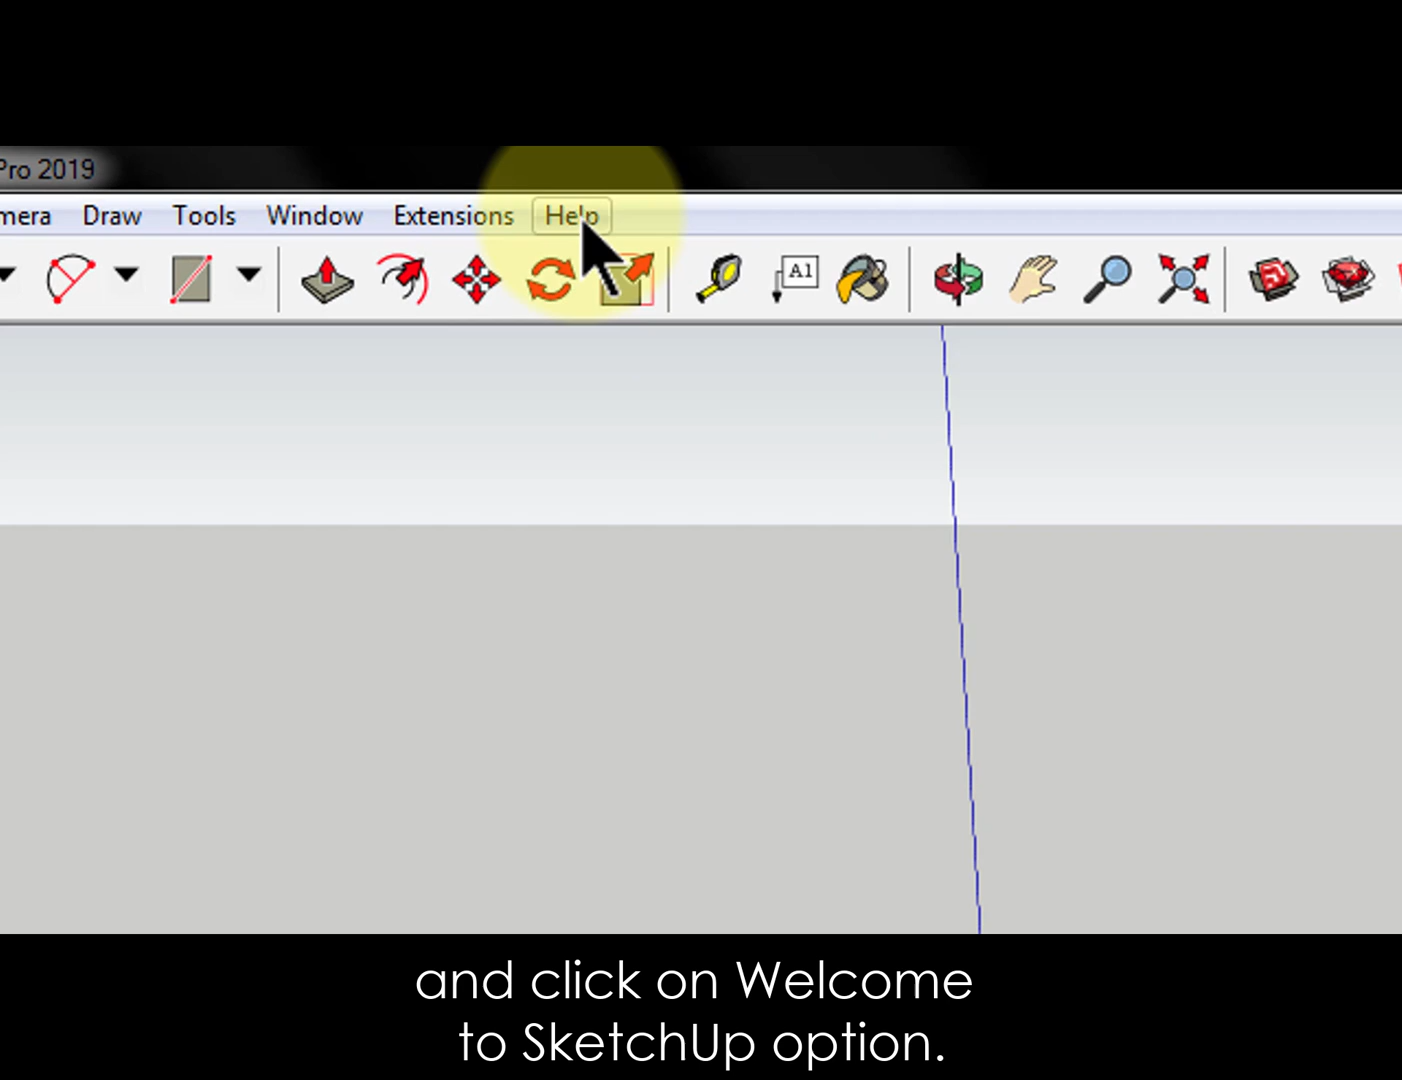 Pro 2019
mera Draw Tools Window Extensions Help
A1
and click on Welcome
to SketchUp option.